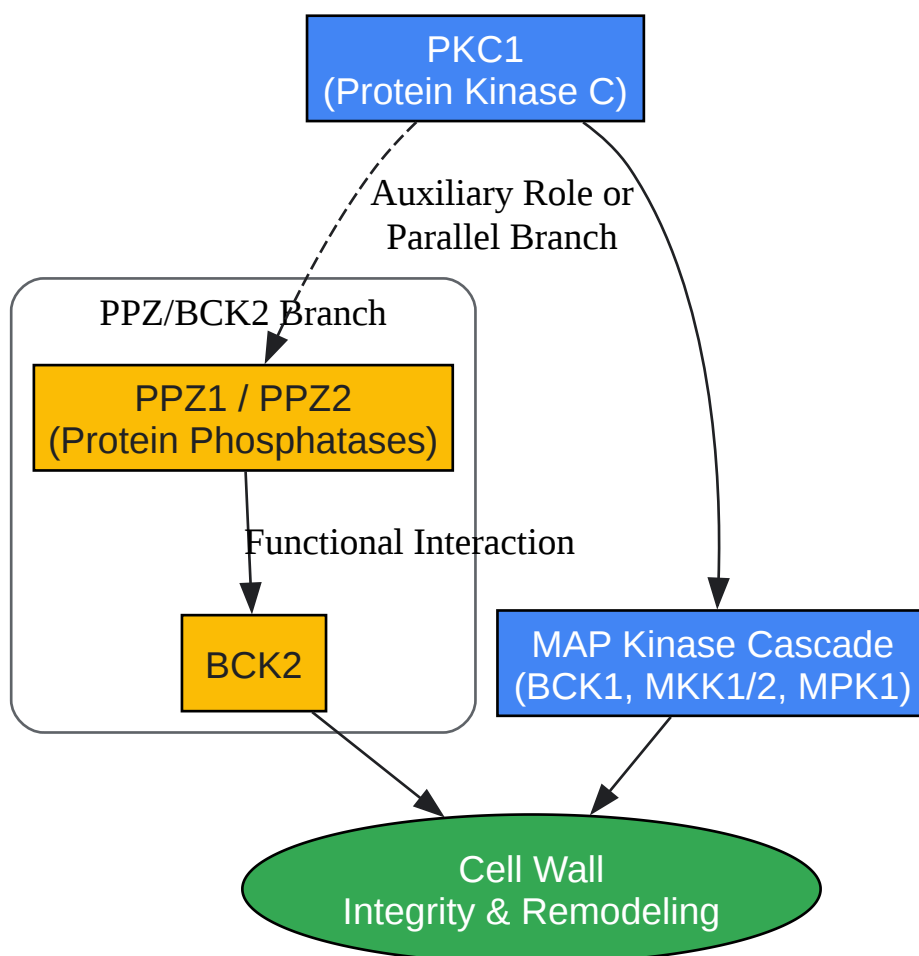 PKC1
(Protein Kinase C)
Auxiliary Role or
Parallel Branch
PPZ/BCK2 Branch
PPZ1 / PPZ2
(Protein Phosphatases)
Functional Interaction
BCK2
MAP Kinase Cascade
(BCK1, MKK1/2, MPK1)
Cell Wall
Integrity & Remodeling